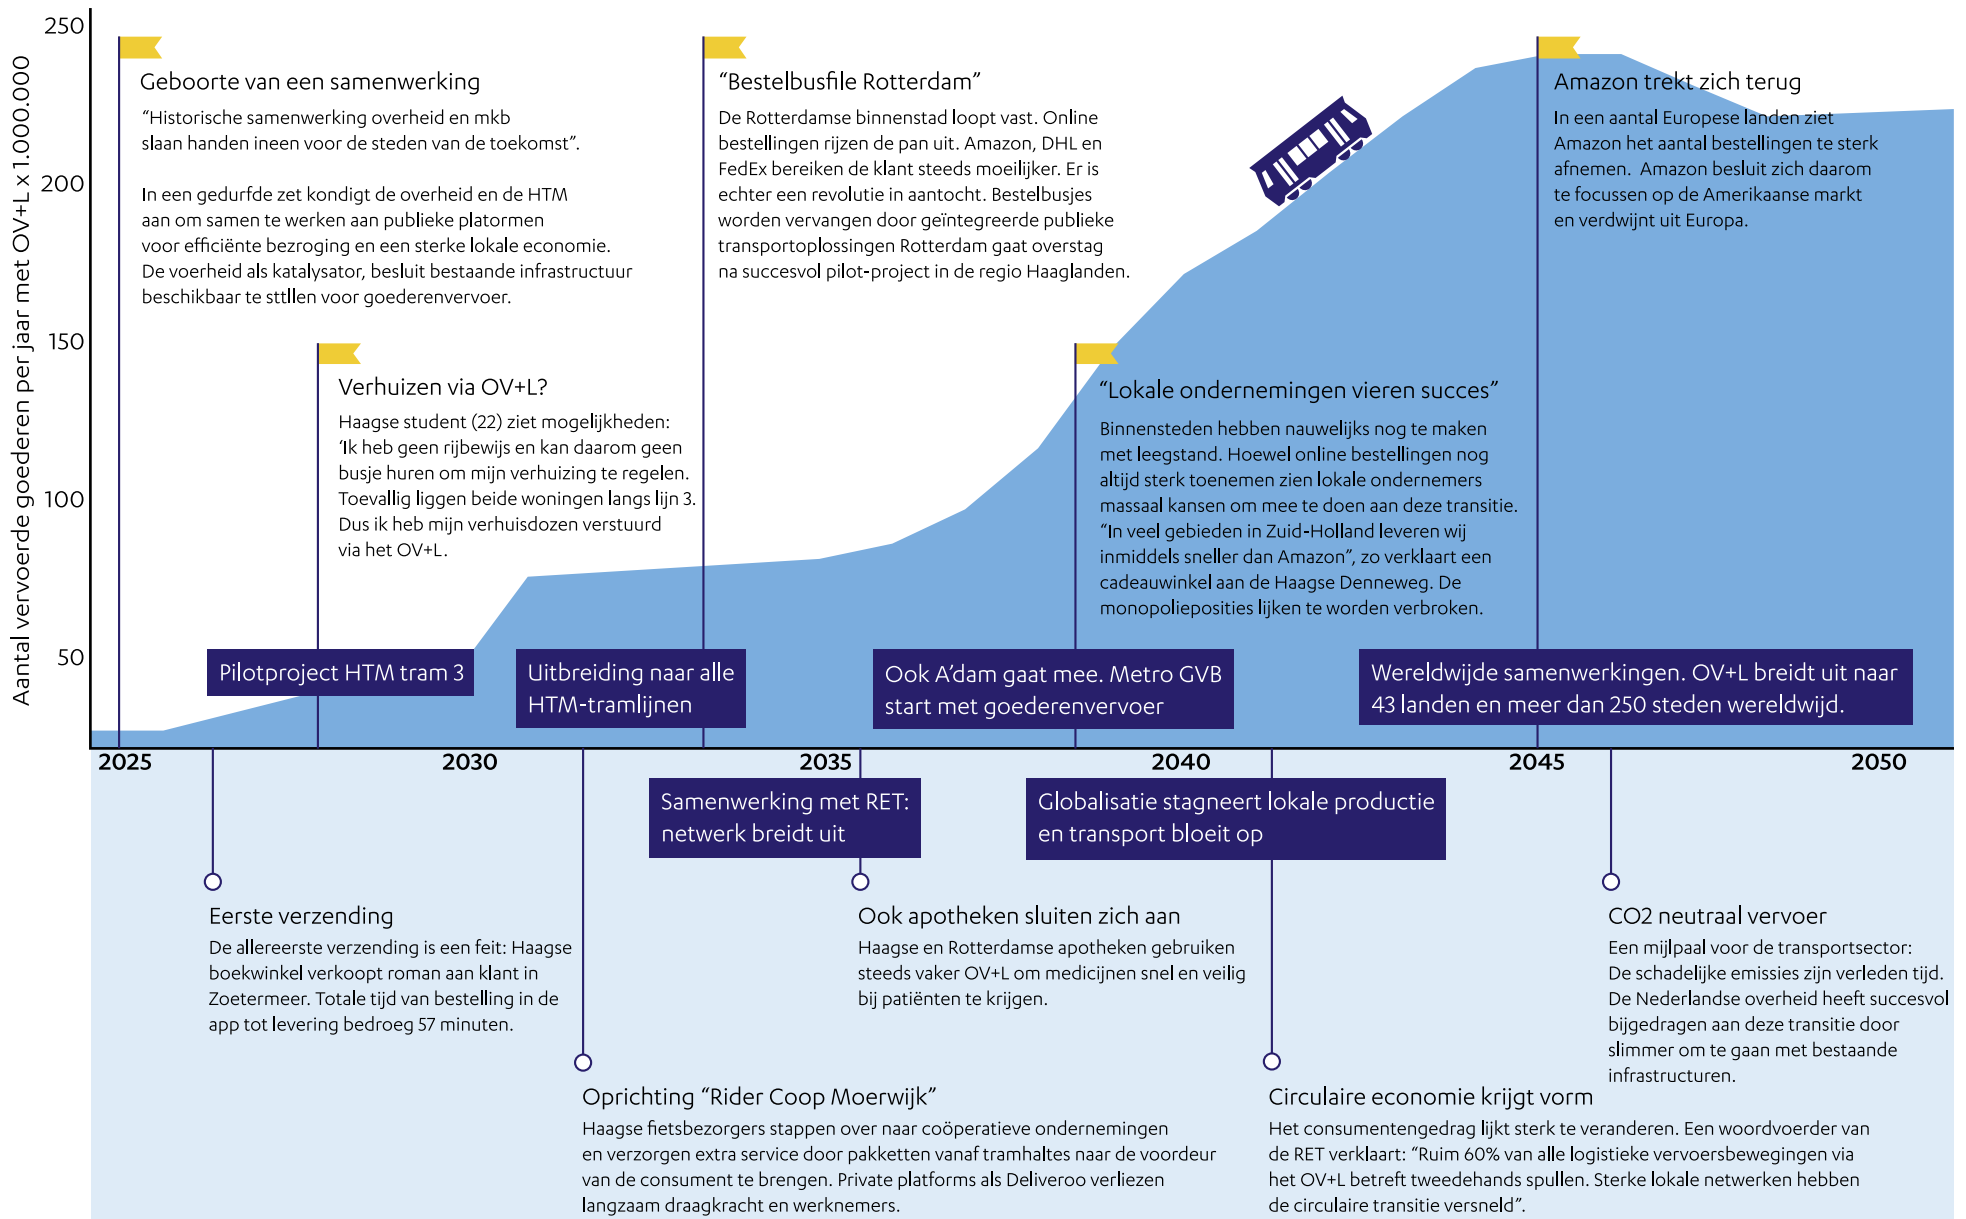 Aantal vervoerde goederen per jaar met OV+L x 1.000.000
250
200
150
100
50
Geboorte van een samenwerking
“Historische samenwerking overheid en mkb
slaan handen ineen voor de steden van de toekomst”.
In een gedurfde zet kondigt de overheid en de HTM
aan om samen te werken aan publieke platormen
voor efficiënte bezroging en een sterke lokale economie.
De voerheid als katalysator, besluit bestaande infrastructuur
beschikbaar te sttllen voor goederenvervoer.
“Bestelbusfile Rotterdam”
De Rotterdamse binnenstad loopt vast. Online
bestellingen rijzen de pan uit. Amazon, DHL en
FedEx bereiken de klant steeds moeilijker. Er is
echter een revolutie in aantocht. Bestelbusjes
worden vervangen door geïntegreerde publieke
transportoplossingen Rotterdam gaat overstag
na succesvol pilot-project in de regio Haaglanden.
Amazon trekt zich terug
In een aantal Europese landen ziet
Amazon het aantal bestellingen te sterk
afnemen. Amazon besluit zich daarom
te focussen op de Amerikaanse markt
en verdwijnt uit Europa.
Verhuizen via OV+L?
Haagse student (22) ziet mogelijkheden:
‘Ik heb geen rijbewijs en kan daarom geen
busje huren om mijn verhuizing te regelen.
Toevallig liggen beide woningen langs lijn 3.
Dus ik heb mijn verhuisdozen verstuurd
via het OV+L.
“Lokale ondernemingen vieren succes”
Binnensteden hebben nauwelijks nog te maken
met leegstand. Hoewel online bestellingen nog
altijd sterk toenemen zien lokale ondernemers
massaal kansen om mee te doen aan deze transitie.
“In veel gebieden in Zuid-Holland leveren wij
inmiddels sneller dan Amazon”, zo verklaart een
cadeauwinkel aan de Haagse Denneweg. De
monopolieposities lijken te worden verbroken.
Pilotproject HTM tram 3
Uitbreiding naar alle
HTM-tramlijnen
Ook A’dam gaat mee. Metro GVB
start met goederenvervoer
Wereldwijde samenwerkingen. OV+L breidt uit naar
43 landen en meer dan 250 steden wereldwijd.
2025
2030
2035
2040
2045
2050
Samenwerking met RET:
netwerk breidt uit
Globalisatie stagneert lokale productie
en transport bloeit op
Eerste verzending
De allereerste verzending is een feit: Haagse
boekwinkel verkoopt roman aan klant in
Zoetermeer. Totale tijd van bestelling in de
app tot levering bedroeg 57 minuten.
Ook apotheken sluiten zich aan
Haagse en Rotterdamse apotheken gebruiken
steeds vaker OV+L om medicijnen snel en veilig
bij patiënten te krijgen.
CO2 neutraal vervoer
Een mijlpaal voor de transportsector:
De schadelijke emissies zijn verleden tijd.
De Nederlandse overheid heeft succesvol
bijgedragen aan deze transitie door
slimmer om te gaan met bestaande
infrastructuren.
Oprichting “Rider Coop Moerwijk”
Haagse fietsbezorgers stappen over naar coöperatieve ondernemingen
en verzorgen extra service door pakketten vanaf tramhaltes naar de voordeur
van de consument te brengen. Private platforms als Deliveroo verliezen
langzaam draagkracht en werknemers.
Circulaire economie krijgt vorm
Het consumentengedrag lijkt sterk te veranderen. Een woordvoerder van
de RET verklaart: “Ruim 60% van alle logistieke vervoersbewegingen via
het OV+L betreft tweedehands spullen. Sterke lokale netwerken hebben
de circulaire transitie versneld”.